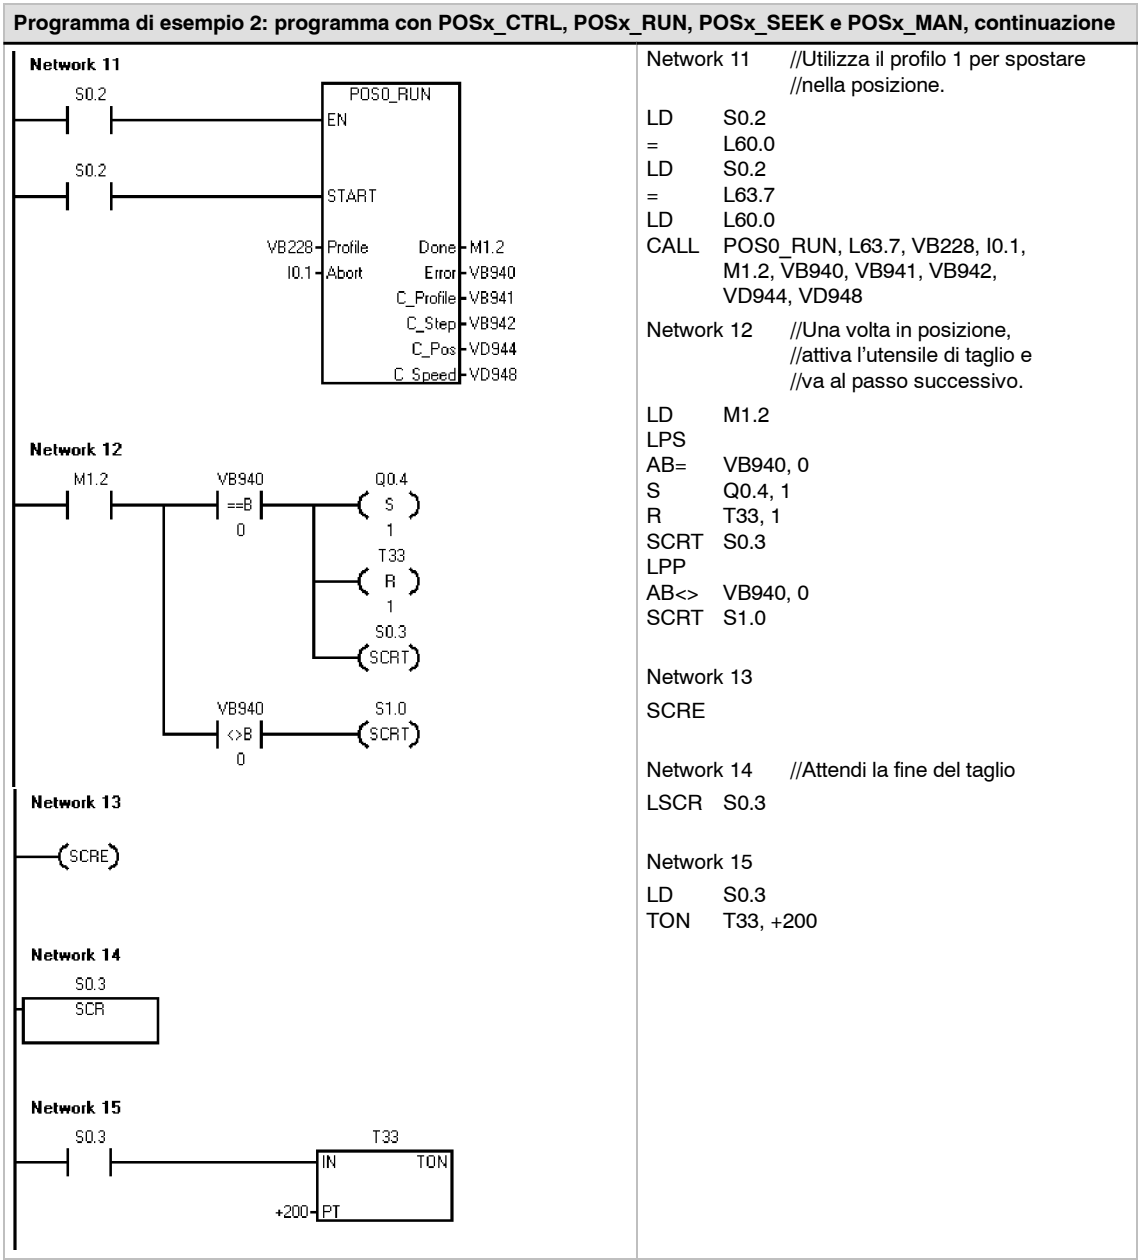 Programma di esempio 2: programma con POSx_CTRL, POSx_RUN, POSx_SEEK e POSx_MAN, continuazione
Network 11
S0.2
POS0_RUN
EN
S0.2
START
VB228 Profile Done M1.2
I0.1 Abort Error VB940
C_Profile VB941
C_Step VB942
C_Pos VD944
C_Speed VD948
Network 12
M1.2 VB940 Q0.4
==B S
0 1
T33
R
1
S0.3
SCRT
VB940 S1.0
<>B SCRT
0
Network 13
SCRE
Network 14
S0.3
SCR
Network 15
S0.3 T33
IN TON
+200 PT
Network 11 //Utilizza il profilo 1 per spostare
//nella posizione.
LD S0.2
= L60.0
LD S0.2
= L63.7
LD L60.0
CALL POS0_RUN, L63.7, VB228, I0.1,
M1.2, VB940, VB941, VB942,
VD944, VD948
Network 12 //Una volta in posizione,
//attiva l'utensile di taglio e
//va al passo successivo.
LD M1.2
LPS
AB= VB940, 0
S Q0.4, 1
R T33, 1
SCRT S0.3
LPP
AB<> VB940, 0
SCRT S1.0
Network 13
SCRE
Network 14 //Attendi la fine del taglio
LSCR S0.3
Network 15
LD S0.3
TON T33, +200